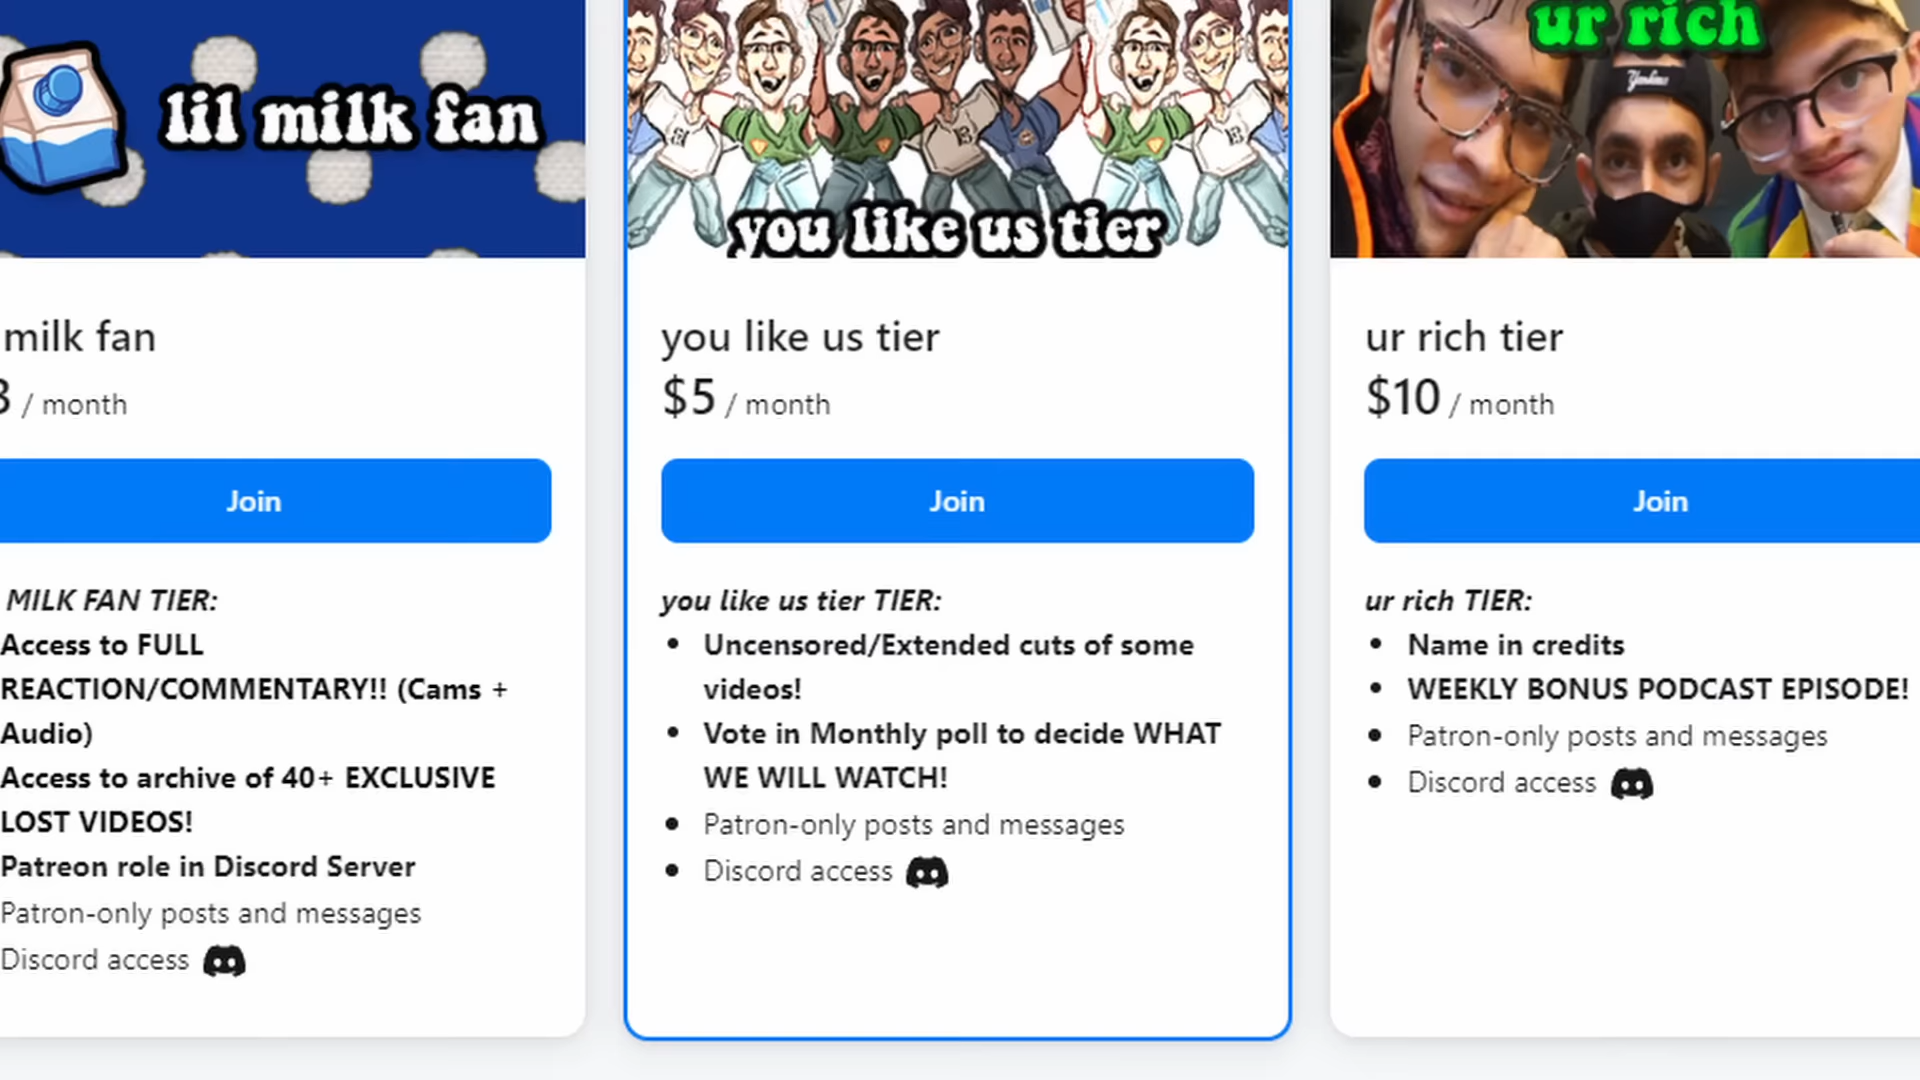 lil milk fan
milk fan
3 / month
Join
MILK FAN TIER:
Access to FULL
REACTION/COMMENTARY!! (Cams +
Audio)
Access to archive of 40+ EXCLUSIVE
LOST VIDEOS!
Patreon role in Discord Server
Patron-only posts and messages
Discord access
you like us tier
you like us tier
$5 / month
Join
you like us tier TIER:
• Uncensored/Extended cuts of some
videos!
• Vote in Monthly poll to decide WHAT
WE WILL WATCH!
• Patron-only posts and messages
• Discord access
ur rich
Yankees
ur rich tier
$10 / month
Join
ur rich TIER:
• Name in credits
• WEEKLY BONUS PODCAST EPISODE!
• Patron-only posts and messages
• Discord access